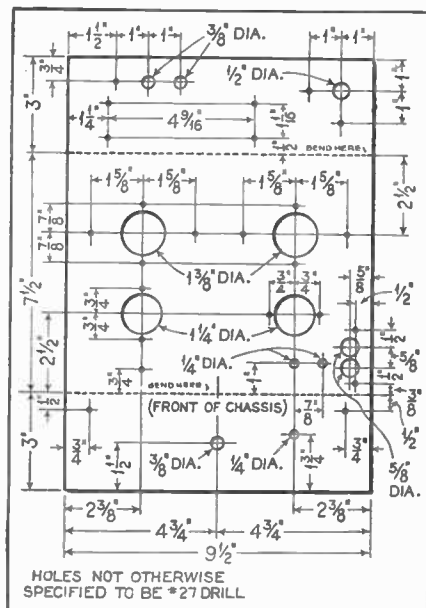 1 1/2" 1" 1" 3/8" DIA. 1" 1"
3/4" 1/2" DIA. 1"
3" 1 1/4" 4 9/16" 1 1/16" 1"
1/2" BEND HERE
1 5/8" 1 5/8" 1 5/8" 1 5/8" 2 1/2"
7/8"
7/8"
7 1/2" 1 3/8" DIA. 5/8"
3/4" 3/4" 3/4" 1/2"
3/4" 1 1/4" DIA. 1/2"
2 1/2" 1/4" DIA. 5/8"
3/4" 1" 1/2"
BEND HERE 7/8" 3/8"
1/2" (FRONT OF CHASSIS) 1/2"
3" 3/4" 1 1/2" 3/8" DIA. 1/4" DIA. 1 3/4" 3/4" 5/8" DIA.
2 3/8" 2 3/8"
4 3/4" 4 3/4"
9 1/2"
HOLES NOT OTHERWISE
SPECIFIED TO BE #27 DRILL